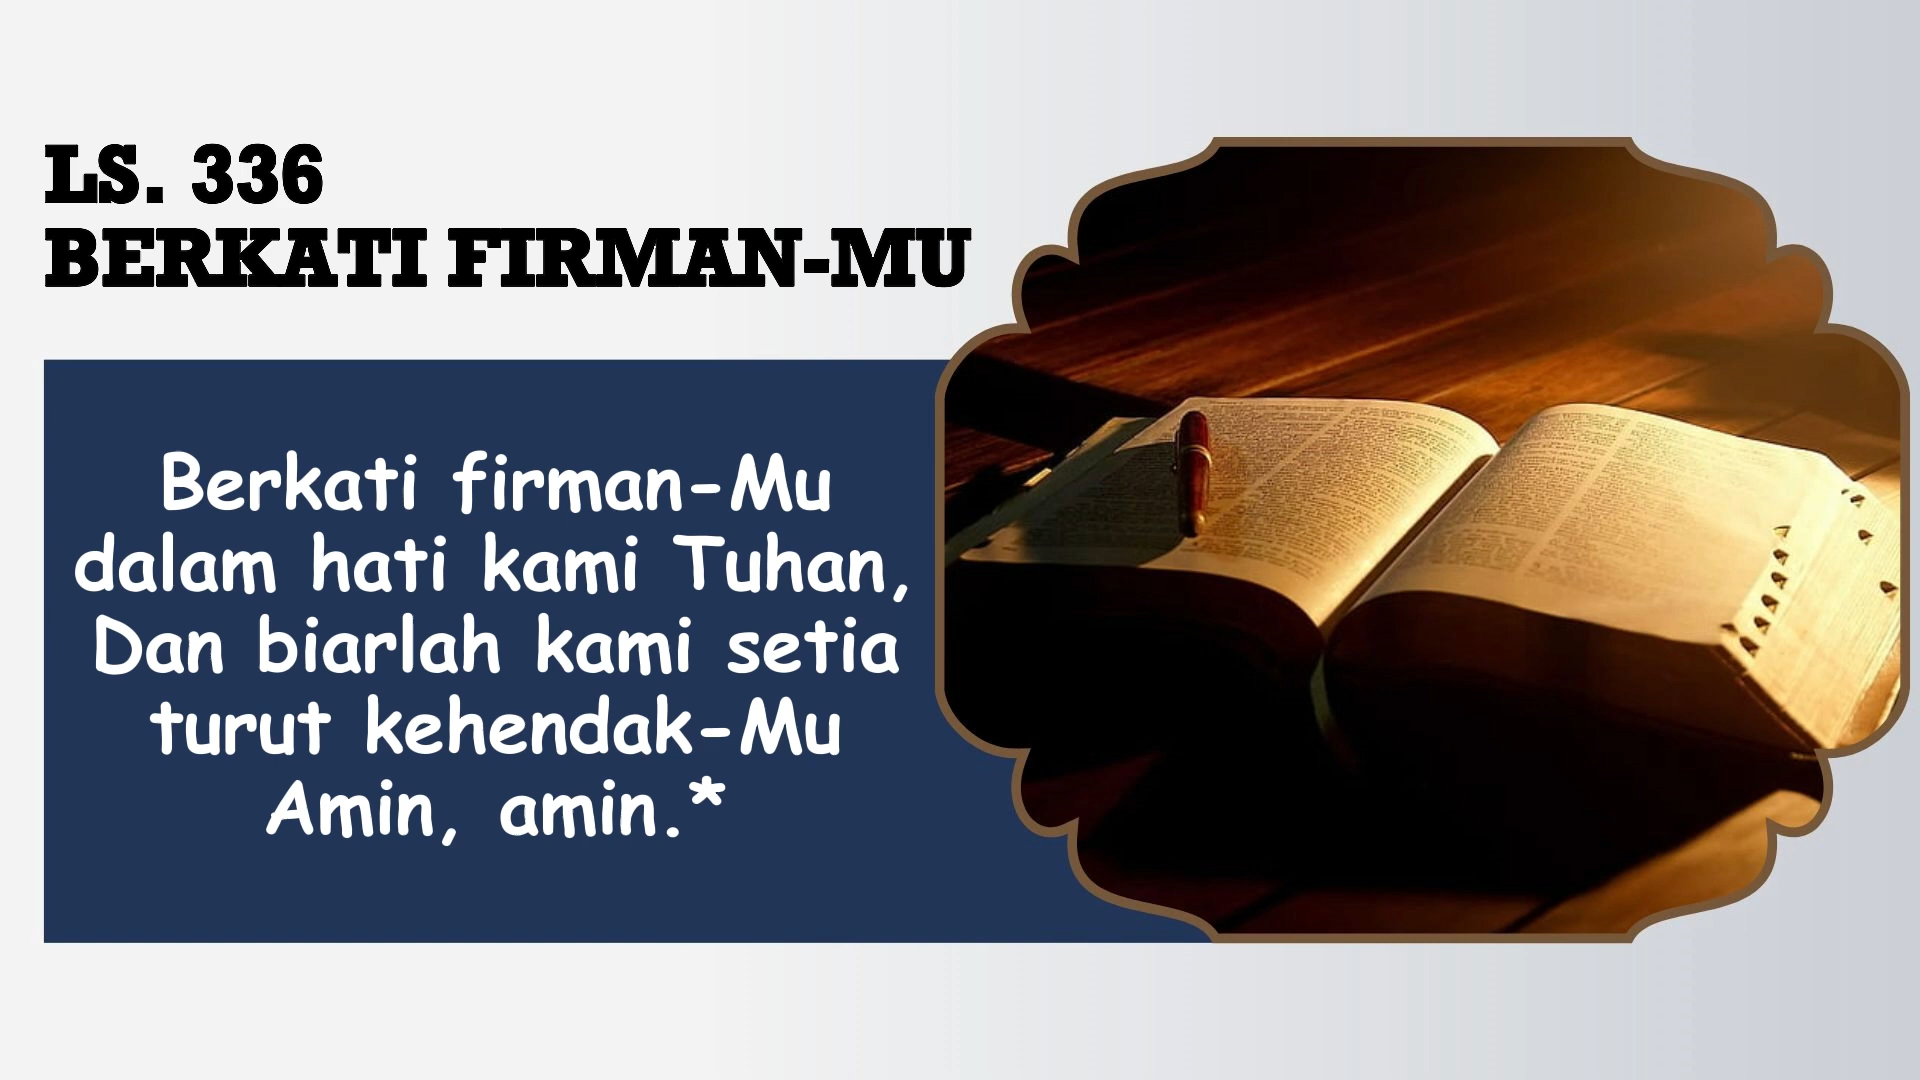 LS. 336
BERKATI FIRMAN-MU
Berkati firman-Mu
dalam hati kami Tuhan,
Dan biarlah kami setia
turut kehendak-Mu
Amin, amin.*